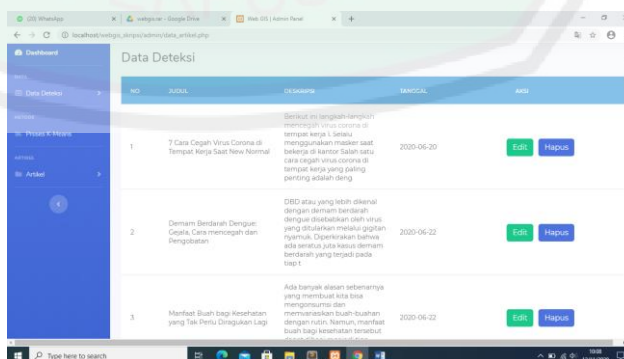 (20) WhatsApp
webgis.rar - Google Drive
Web GIS | Admin Panel
localhost/webgis_skripsi/admin/data_artikel.php
Dashboard
Data Deteksi
Data Deteksi
Proses K-Means
Artikel
NO JUDUL DESKRIPSI TANGGAL AKSI
Berikut ini langkah-langkah
mencegah virus corona di
tempat kerja 1. Selalu
1 7 Cara Cegah Virus Corona di menggunakan masker saat 2020-06-20 Edit Hapus
Tempat Kerja Saat New Normal bekerja di kantor Salah satu
cara cegah virus corona di
tempat kerja yang paling
penting adalah deng
DBD atau yang lebih dikenal
dengan demam berdarah
dengue disebabkan oleh virus
2 Demam Berdarah Dengue: yang ditularkan melalui gigitan 2020-06-22 Edit Hapus
Gejala, Cara mencegah dan nyamuk. Diperkirakan bahwa
Pengobatan ada seratus juta kasus demam
berdarah yang terjadi pada
tiap t
Ada banyak alasan sebenarnya
yang membuat kita bisa
mengonsumsi dan
3 Manfaat Buah bagi Kesehatan memvariasikan buah-buahan 2020-06-22 Edit Hapus
yang Tak Perlu Diragukan Lagi dengan rutin. Namun, manfaat
buah bagi kesehatan tersebut
Type here to search